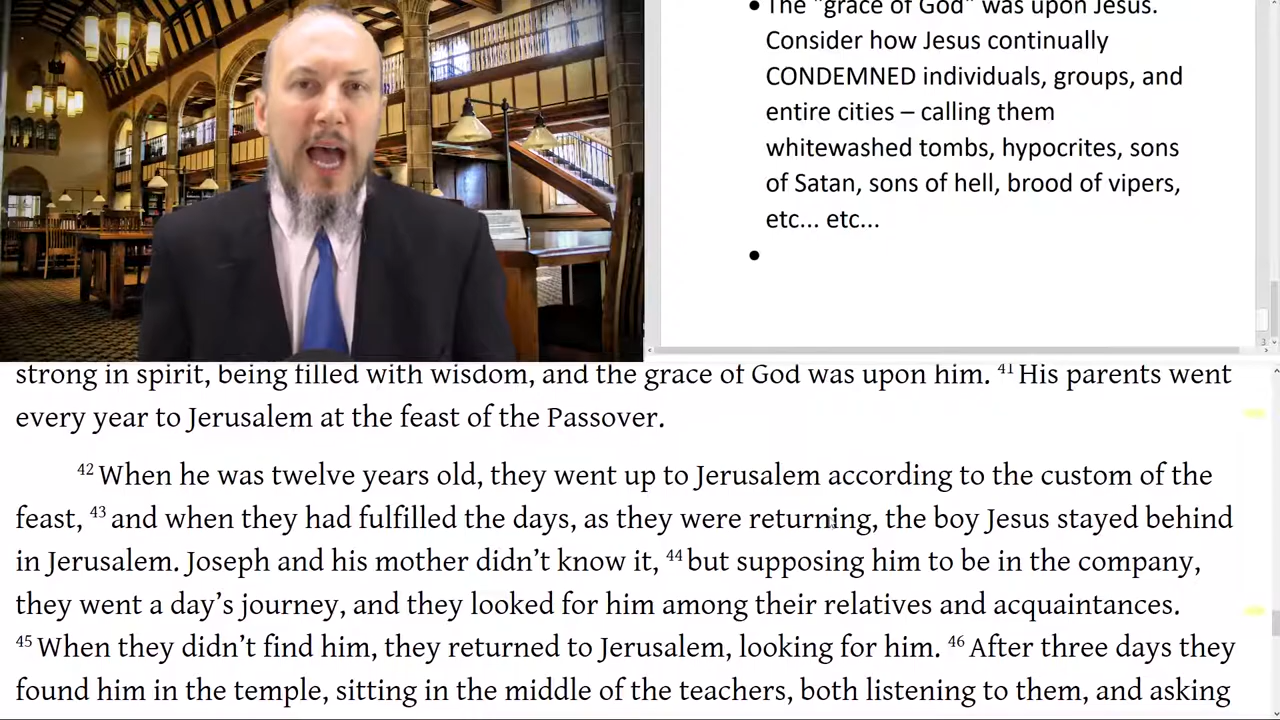 • The "grace of God" was upon Jesus.
Consider how Jesus continually
CONDEMNED individuals, groups, and
entire cities – calling them
whitewashed tombs, hypocrites, sons
of Satan, sons of hell, brood of vipers,
etc... etc...
•
3
strong in spirit, being filled with wisdom, and the grace of God was upon him. 41 His parents went
every year to Jerusalem at the feast of the Passover.
42 When he was twelve years old, they went up to Jerusalem according to the custom of the
feast, 43 and when they had fulfilled the days, as they were returning, the boy Jesus stayed behind
in Jerusalem. Joseph and his mother didn’t know it, 44 but supposing him to be in the company,
they went a day’s journey, and they looked for him among their relatives and acquaintances.
45 When they didn’t find him, they returned to Jerusalem, looking for him. 46 After three days they
found him in the temple, sitting in the middle of the teachers, both listening to them, and asking